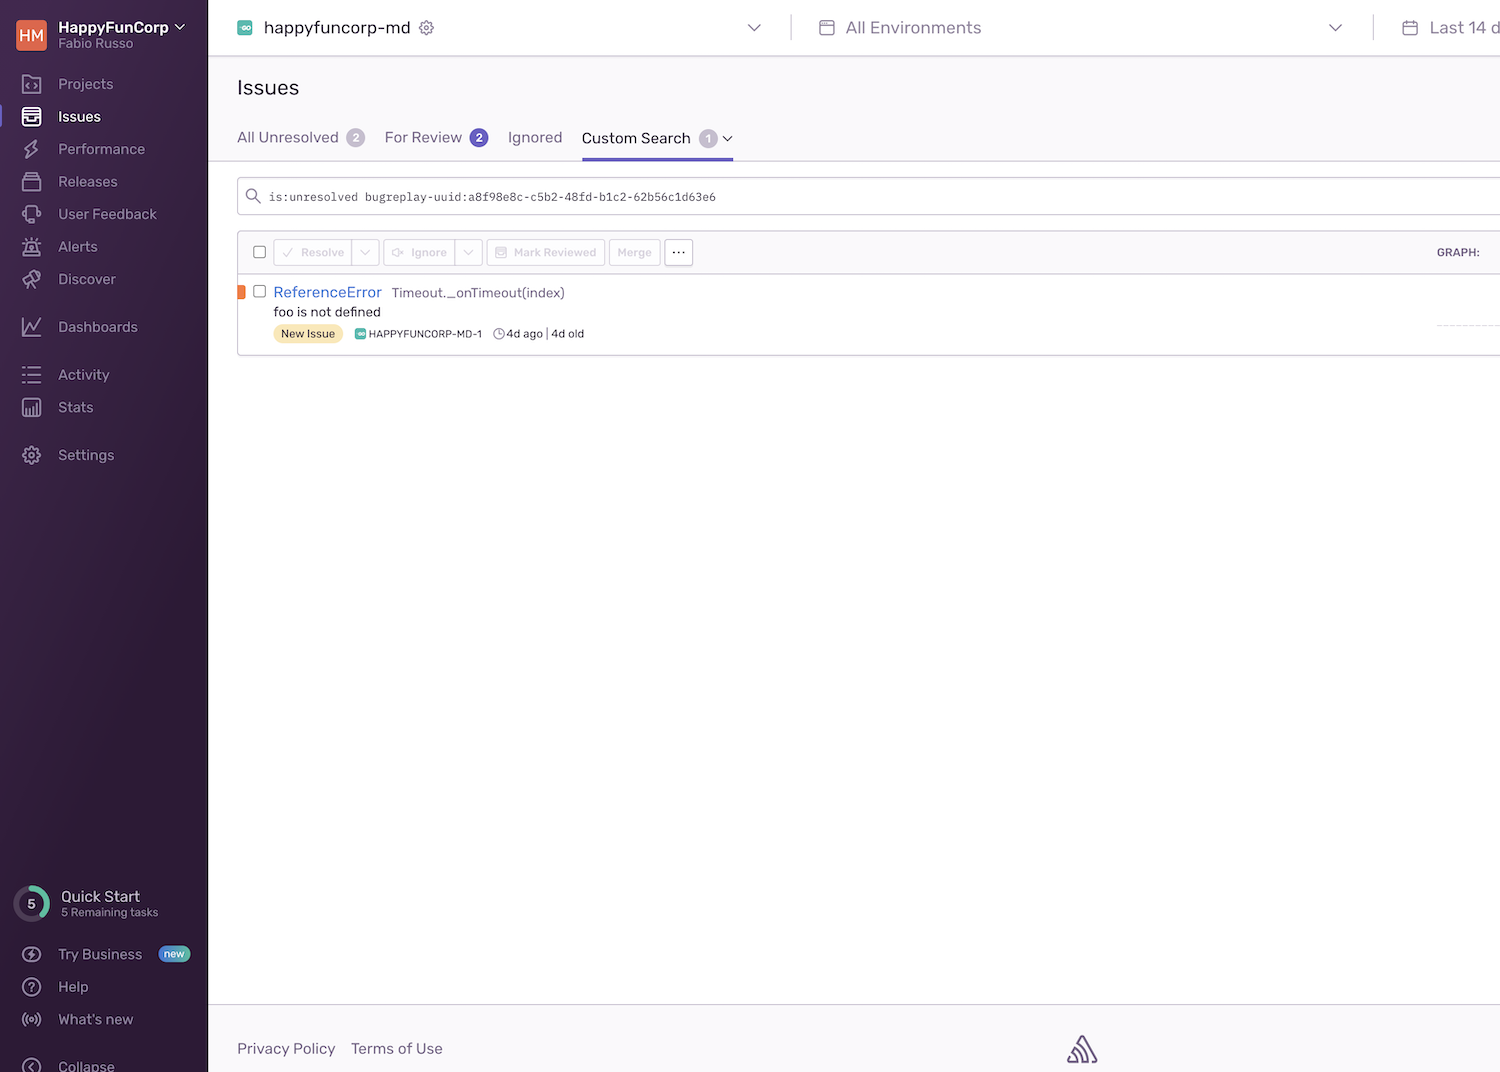 HM
HappyFunCorp
Fabio Russo
Projects
Issues
Performance
Releases
User Feedback
Alerts
Discover
Dashboards
Activity
Stats
Settings
5
Quick Start
5 Remaining tasks
Try Business new
Help
What's new
Collapse
happyfuncorp-md
All Environments
Last 14 d
Issues
All Unresolved 2
For Review 2
Ignored
Custom Search 1
is:unresolved bugreplay-uuid:a8f98e8c-c5b2-48fd-b1c2-62b56c1d63e6
Resolve
Ignore
Mark Reviewed
Merge
...
GRAPH:
ReferenceError Timeout._onTimeout(index)
foo is not defined
New Issue HAPPYFUNCORP-MD-1 4d ago | 4d old
Privacy Policy Terms of Use